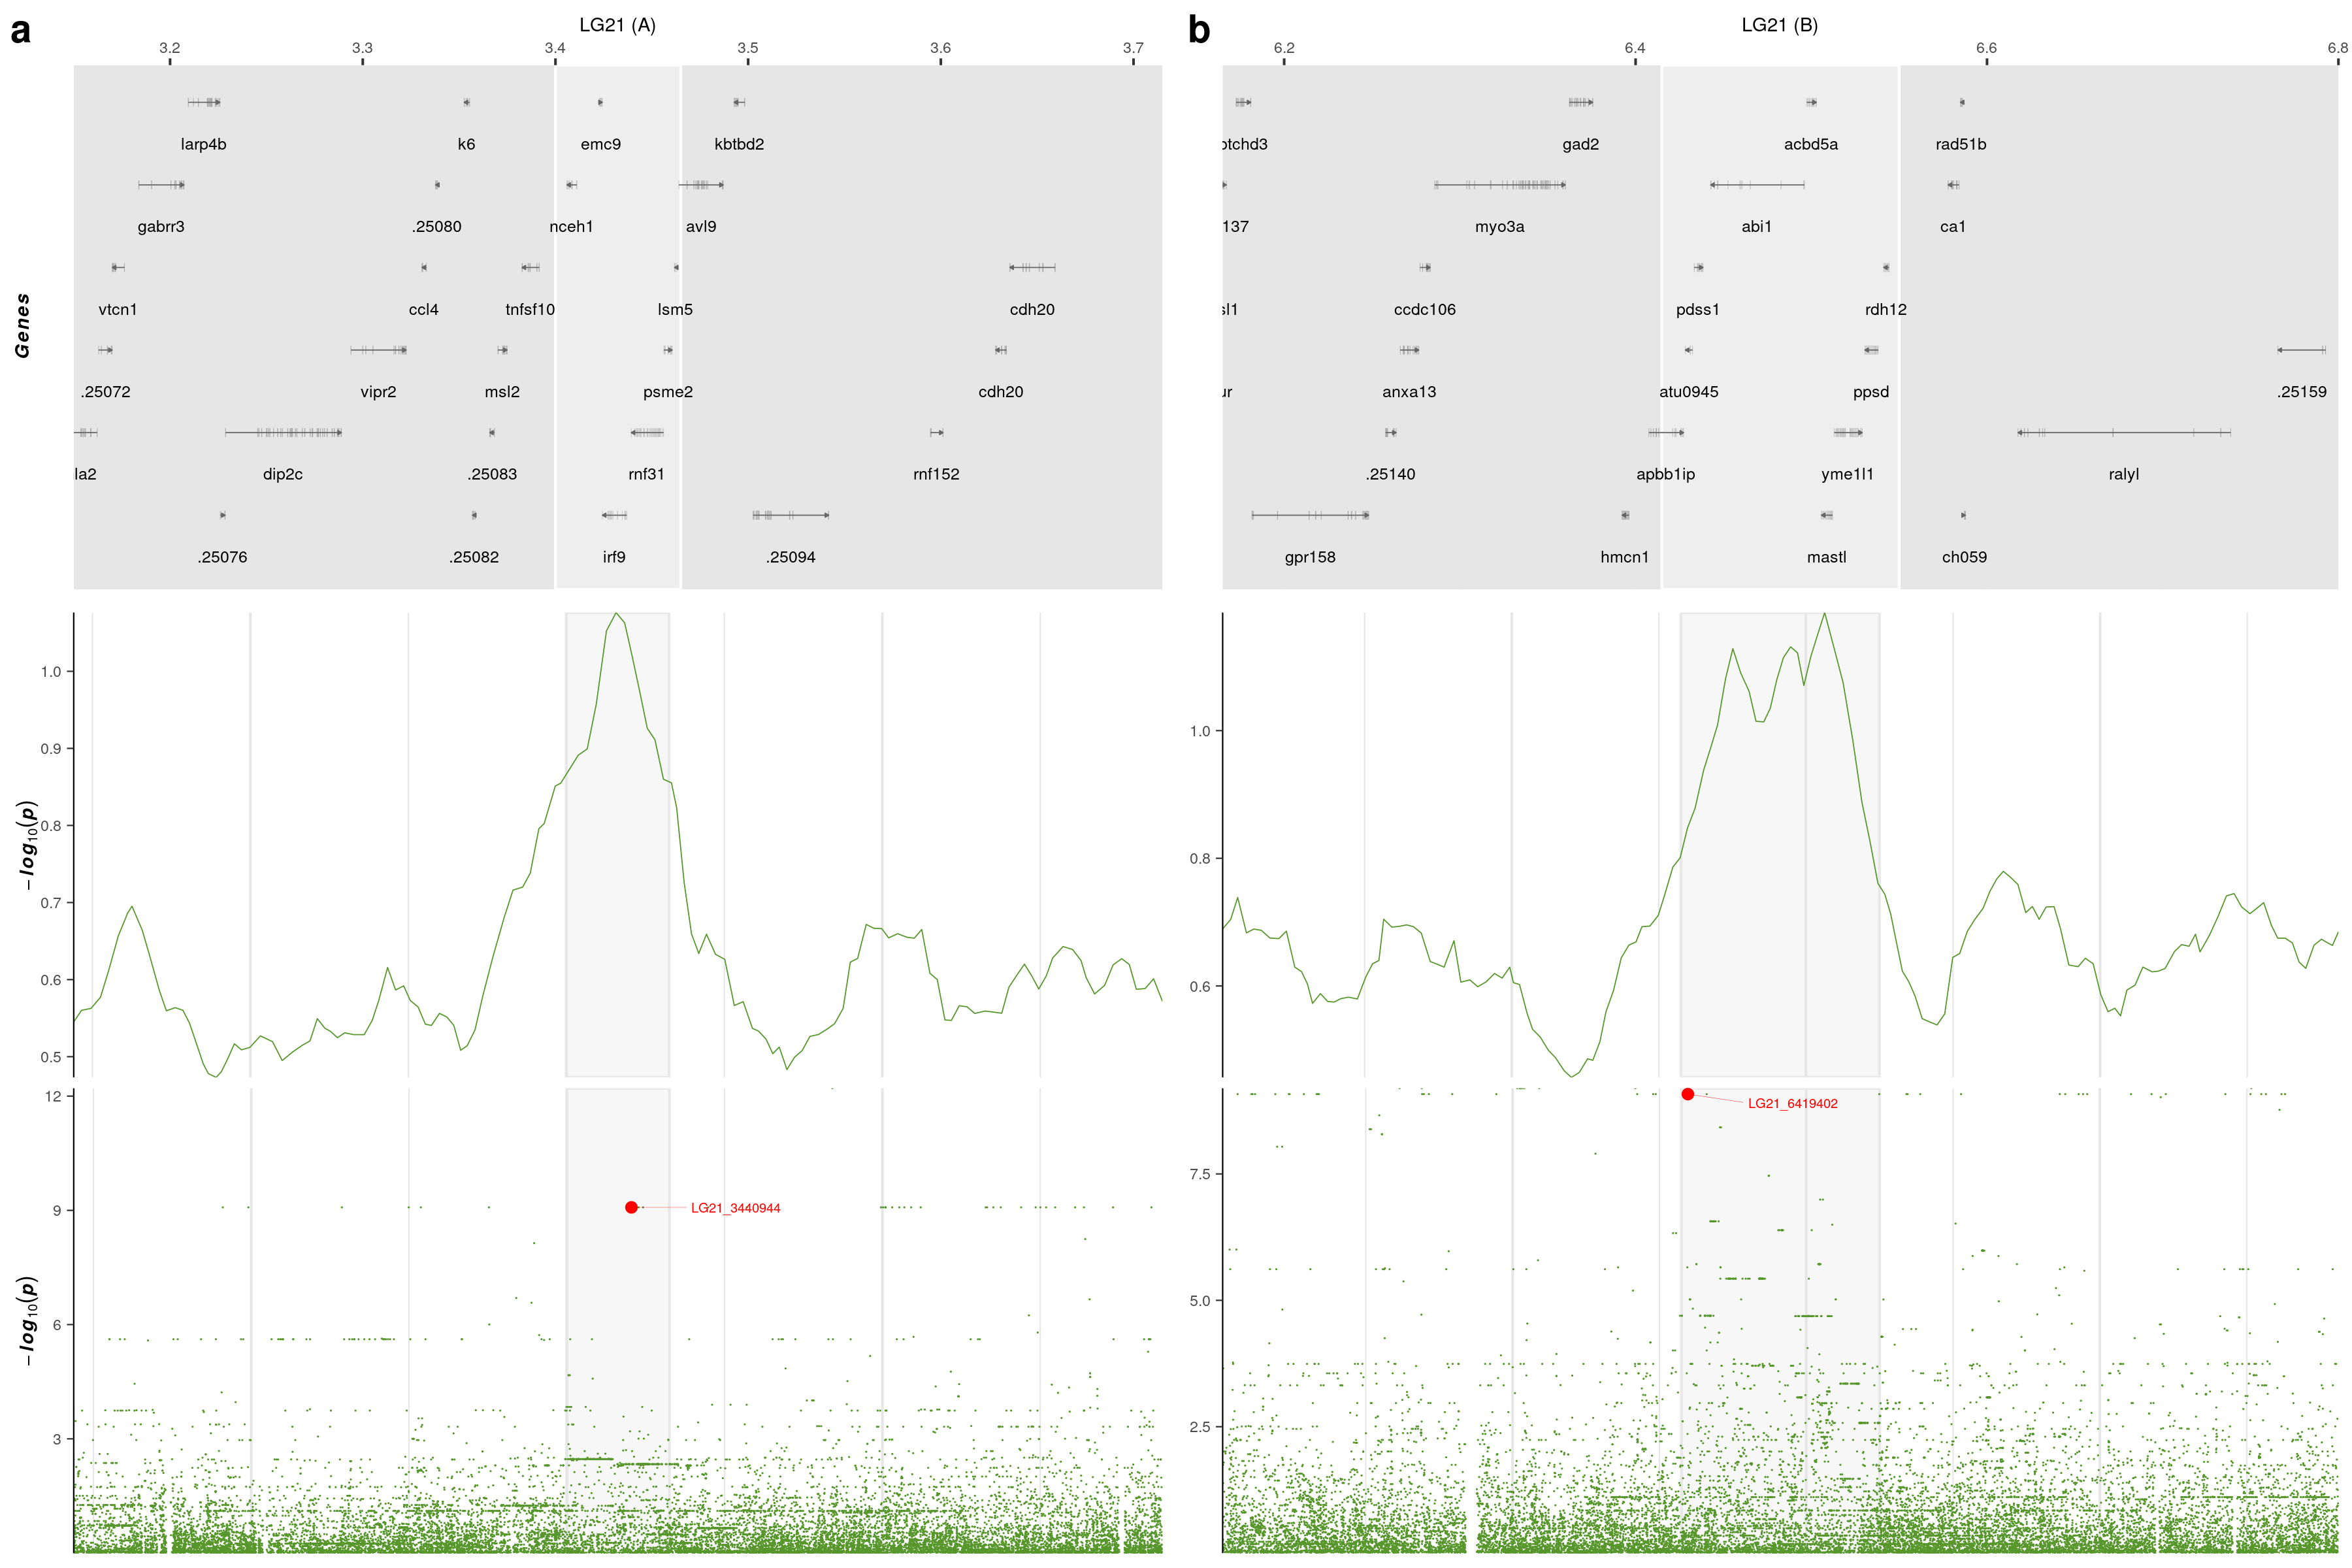 a
LG21 (A)
3.2 3.3 3.4 3.5 3.6 3.7
larp4b k6 emc9 kbtbd2
gabrr3 .25080 nceh1 avl9
vtcn1 ccl4 tnfsf10 lsm5 cdh20
.25072 vipr2 msl2 psme2 cdh20
la2 dip2c .25083 rnf31 rnf152
.25076 .25082 irf9 .25094
Genes
1.0
0.9
0.8
0.7
0.6
0.5
−log10(p)
12
9
6
3
−log10(p)
LG21_3440944
b
LG21 (B)
6.2 6.4 6.6 6.8
otchd3 gad2 acbd5a rad51b
137 myo3a abi1 ca1
sl1 ccdc106 pdss1 rdh12
ur anxa13 atu0945 ppsd .25159
.25140 apbb1ip yme1l1 ralyl
gpr158 hmcn1 mastl ch059
1.0
0.8
0.6
7.5
5.0
2.5
LG21_6419402